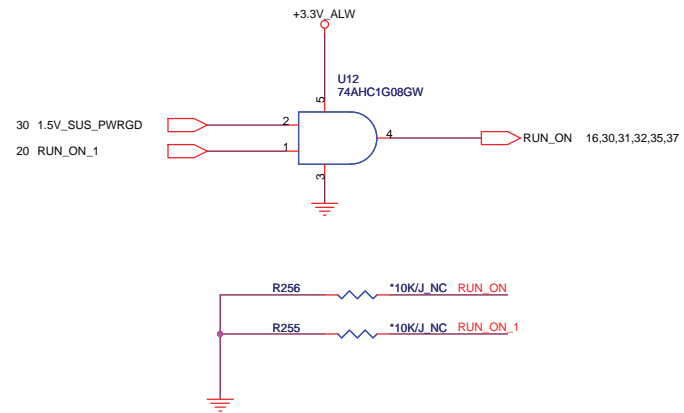 +3.3V_ALW
U12
74AHC1G08GW
5
30 1.5V_SUS_PWRGD 2
4 RUN_ON 16,30,31,32,35,37
20 RUN_ON_1 1
3
R256 *10K/J_NC RUN_ON
R255 *10K/J_NC RUN_ON_1